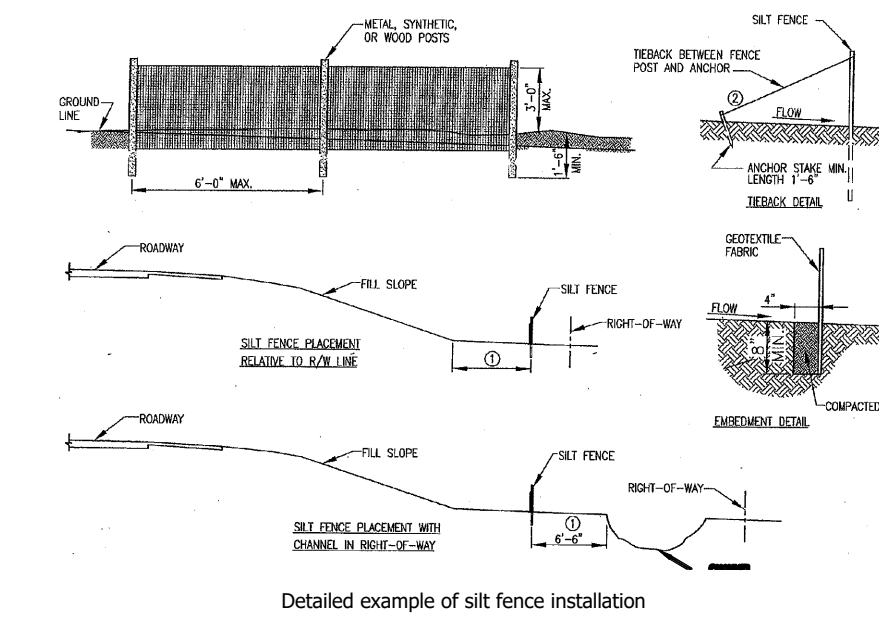 METAL, SYNTHETIC,
OR WOOD POSTS
GROUND
LINE
3'-0"
MAX.
1'-6"
MIN.
6'-0" MAX.
SILT FENCE
TIEBACK BETWEEN FENCE
POST AND ANCHOR
②
FLOW
ANCHOR STAKE MIN.
LENGTH 1'-6"
TIEBACK DETAIL
ROADWAY
FILL SLOPE
SILT FENCE
RIGHT-OF-WAY
SILT FENCE PLACEMENT
RELATIVE TO R/W LINE
①
GEOTEXTILE
FABRIC
4"
FLOW
8"
MIN.
COMPACTED
EMBEDMENT DETAIL
ROADWAY
FILL SLOPE
SILT FENCE
RIGHT-OF-WAY
①
6'-6"
SILT FENCE PLACEMENT WITH
CHANNEL IN RIGHT-OF-WAY
Detailed example of silt fence installation